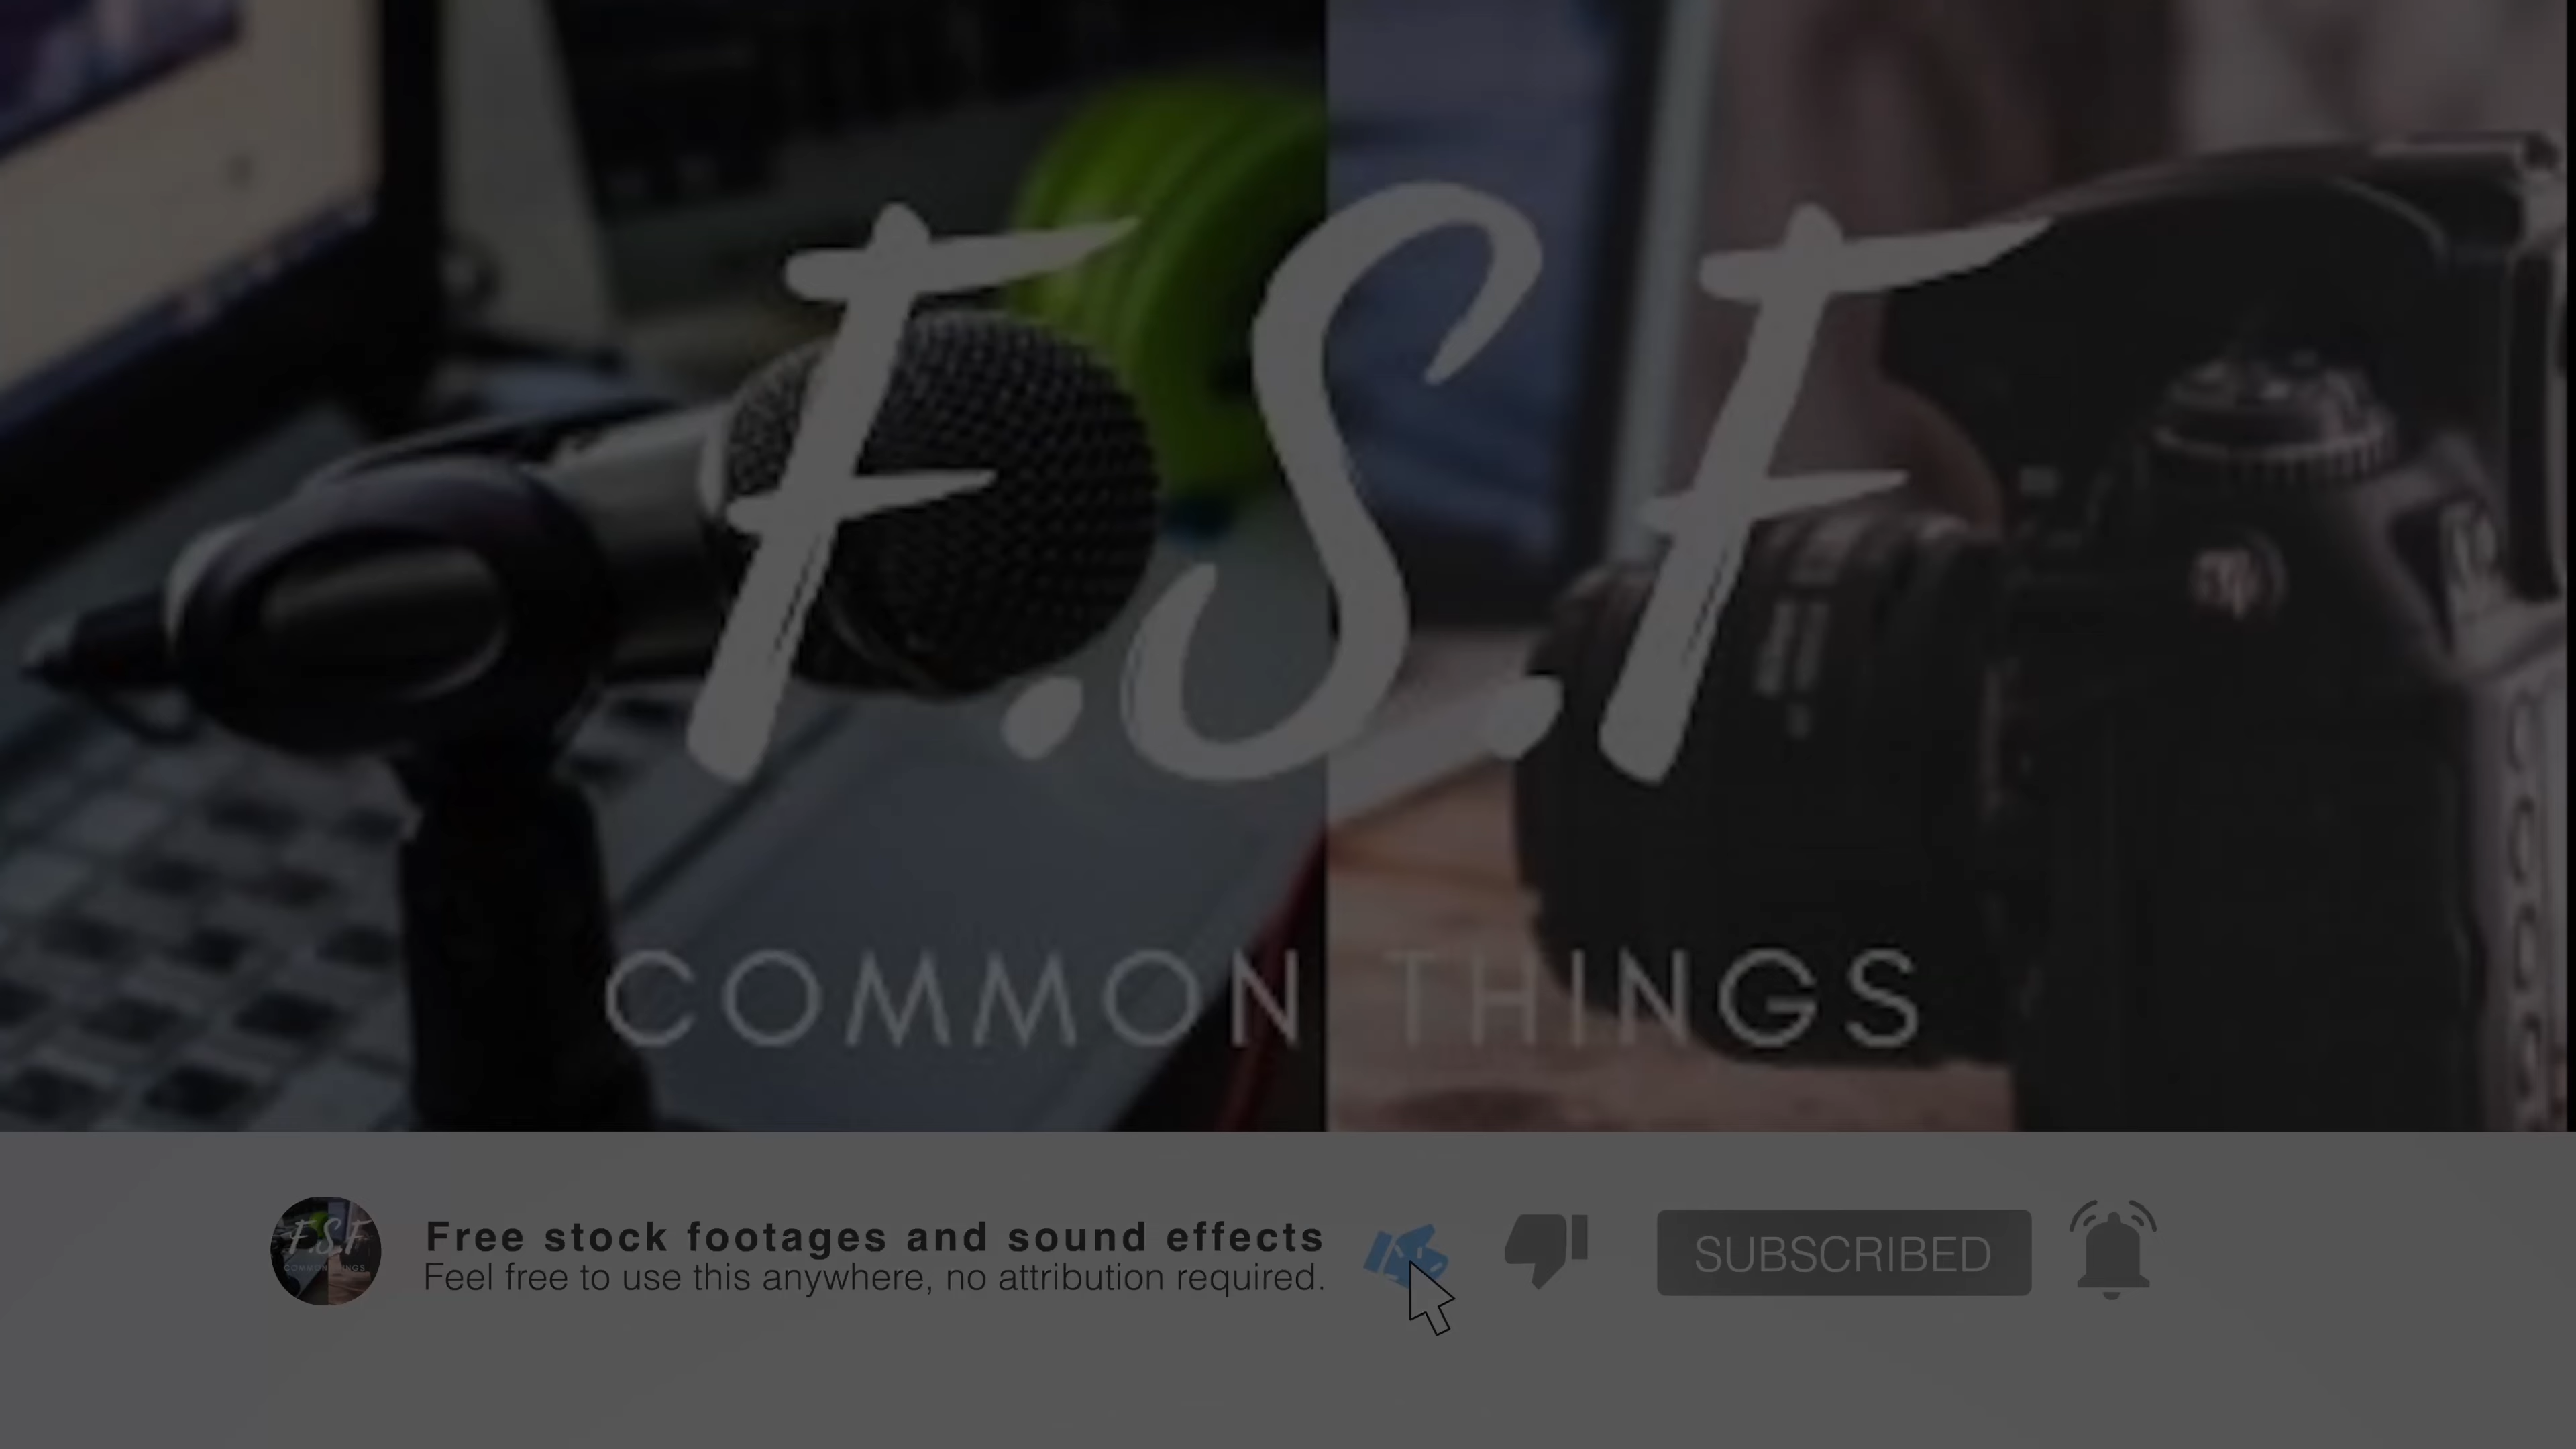 F.S.F
COMMON THINGS
Free stock footages and sound effects
Feel free to use this anywhere, no attribution required.
SUBSCRIBED